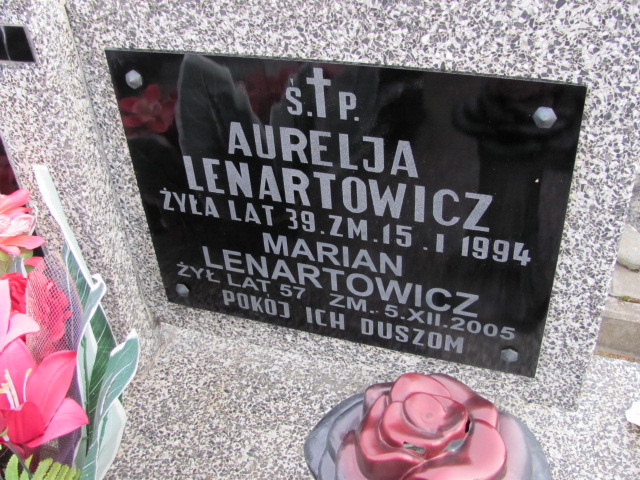 Ś.†P.
AURELJA
LENARTOWICZ
ŻYŁA LAT 39. ZM. 15. I 1994
MARIAN
LENARTOWICZ
ŻYŁ LAT 57 ZM. 5.XII.2005
POKÓJ ICH DUSZOM